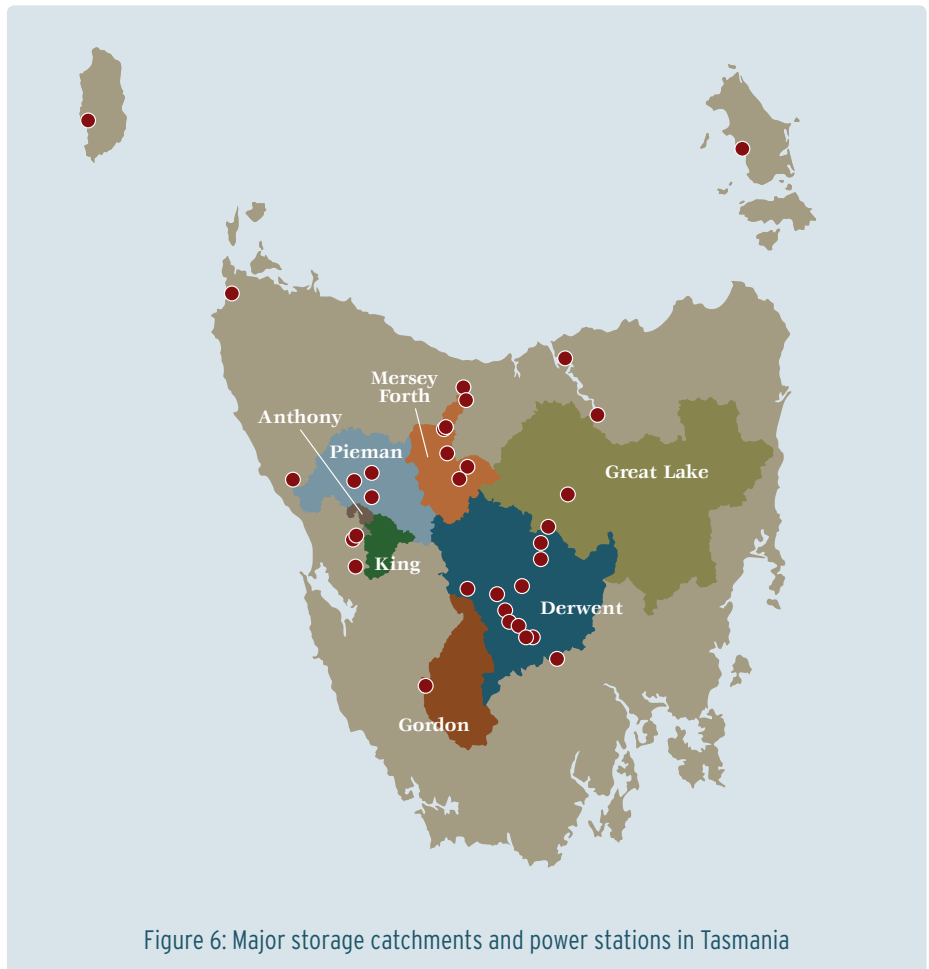 Mersey
Forth
Anthony
Pieman
Great Lake
King
Derwent
Gordon
Figure 6: Major storage catchments and power stations in Tasmania